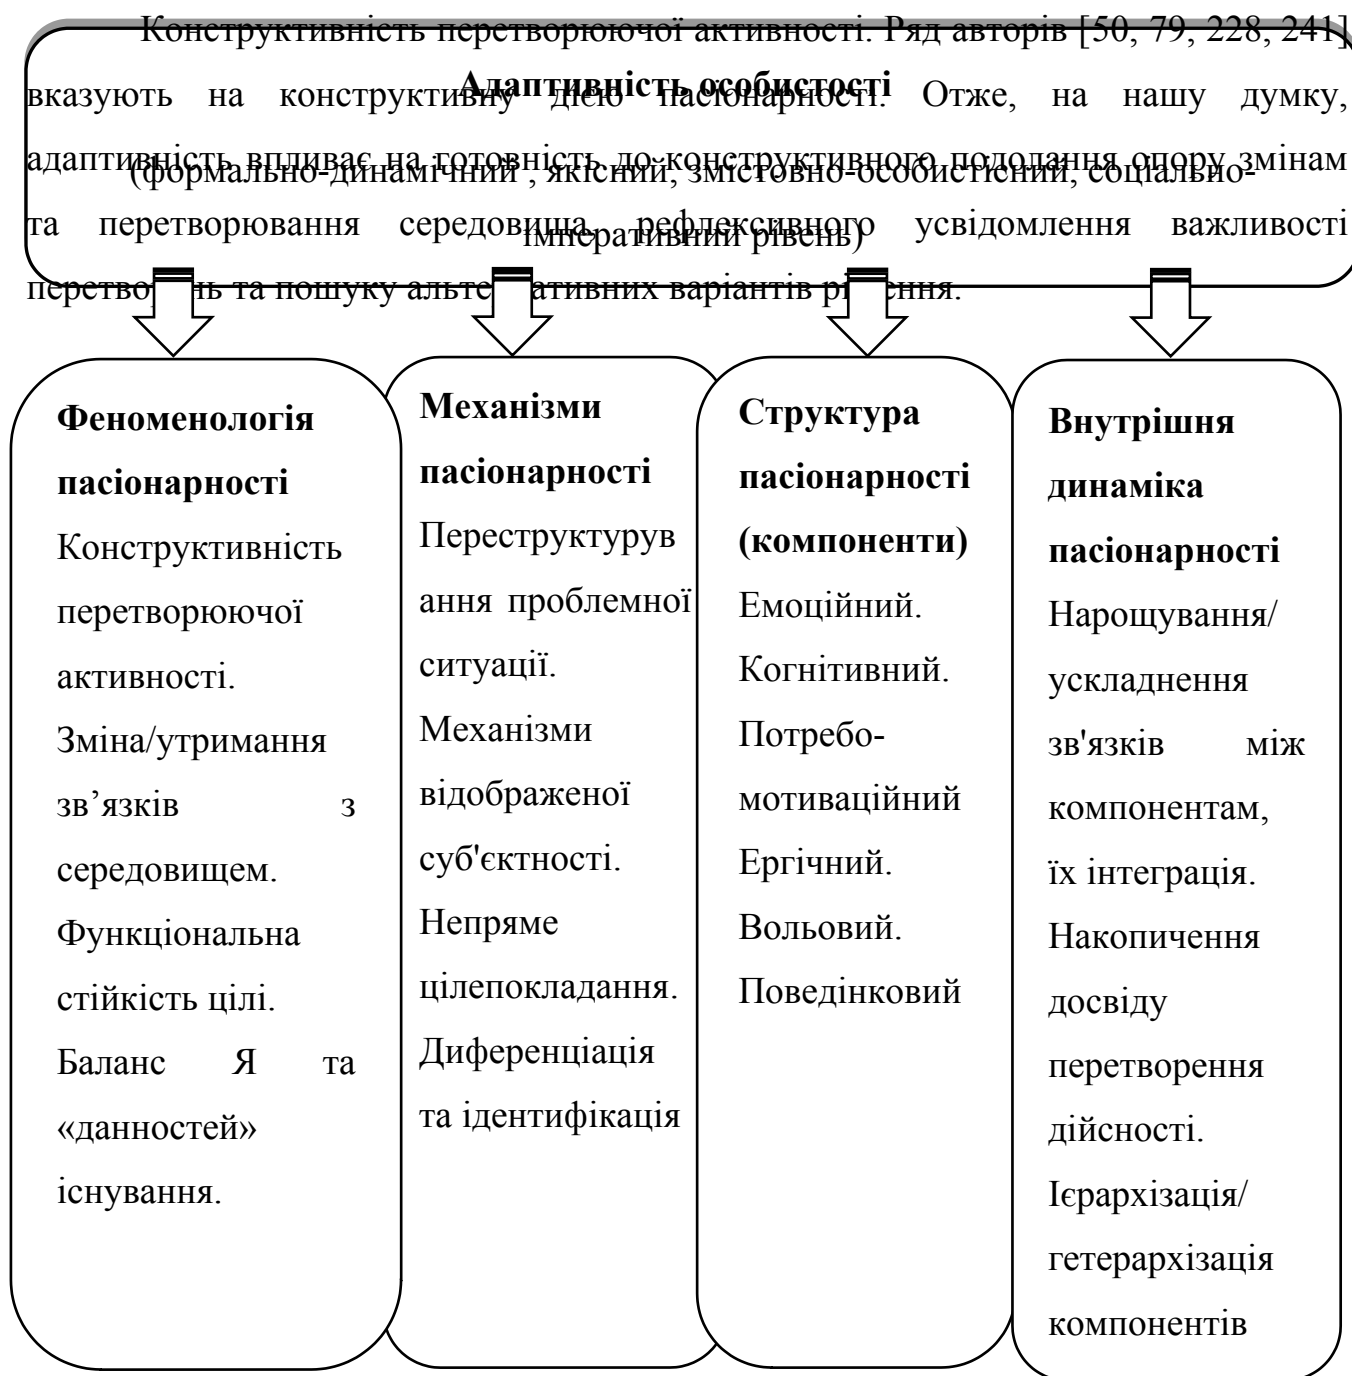 Конструктивність перетворюючої активності. Ряд авторів [50, 79, 228, 241]
Адаптивність особистості
вказують на конструктивну дією пасіонарності. Отже, на нашу думку,
адаптивність впливає на готовність до конструктивного подолання опору змінам
(формально-динамічний , якісний, змістовно-особистісний, соціально-
та перетворювання середовища, рефлексивного усвідомлення важливості
імперативний рівень)
та пошуку варіантів
Феноменологія
пасіонарності
Конструктивність
перетворюючої
активності.
Зміна/утримання
зв’язків з
середовищем.
Функціональна
стійкість цілі.
Баланс Я та
«данностей»
існування.
Механізми
пасіонарності
Переструктурув
ання проблемної
ситуації.
Механізми
відображеної
суб'єктності.
Непряме
цілепокладання.
Диференціація
та ідентифікація
Структура
пасіонарності
(компоненти)
Емоційний.
Когнітивний.
Потребо-
мотиваційний
Ергічний.
Вольовий.
Поведінковий
Внутрішня
динаміка
пасіонарності
Нарощування/
ускладнення
зв'язків між
компонентам,
їх інтеграція.
Накопичення
досвіду
перетворення
дійсності.
Ієрархізація/
гетерархізація
компонентів